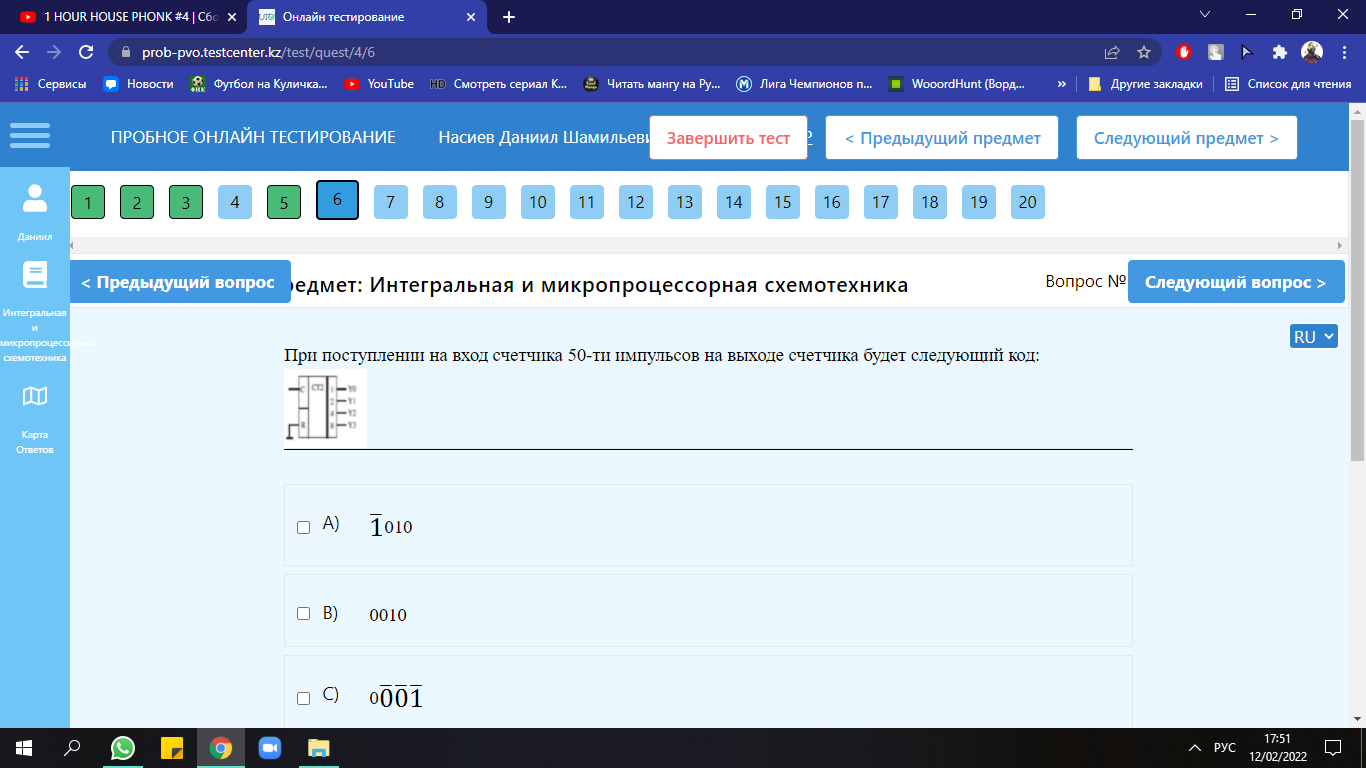 1 HOUR HOUSE PHONK #4 | Сбо
Онлайн тестирование
prob-pvo.testcenter.kz/test/quest/4/6
Сервисы
Новости
Футбол на Куличка...
YouTube
HD Смотреть сериал K...
Читать мангу на Ру...
Лига Чемпионов п...
WooordHunt (Ворд...
»
Другие закладки
Список для чтения
ПРОБНОЕ ОНЛАЙН ТЕСТИРОВАНИЕ
Насиев Даниил Шамильеви
Завершить тест
2
< Предыдущий предмет
Следующий предмет >
1 2 3 4 5 6 7 8 9 10 11 12 13 14 15 16 17 18 19 20
Даниил
Интегральная
и
микропроцессорная
схемотехника
Карта
Ответов
< Предыдущий вопрос
редмет: Интегральная и микропроцессорная схемотехника
Вопрос №
Следующий вопрос >
RU
При поступлении на вход счетчика 50-ти импульсов на выходе счетчика будет следующий код:
C CT2 1 Y0
2 Y1
4 Y2
R 8 Y3
A) 1̅010
B) 0010
C) 00̅0̅1̅
РУС
17:51
12/02/2022